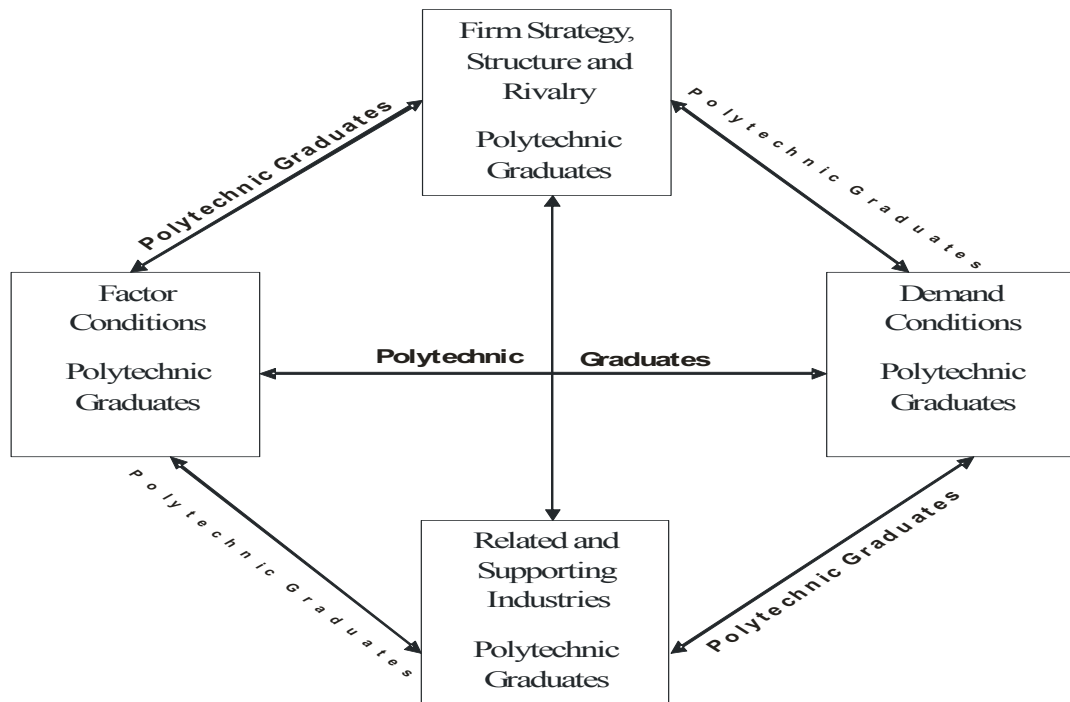 Firm Strategy,
Structure and
Rivalry
Polytechnic
Graduates
Polytechnic Graduates
Polytechnic Graduates
Factor
Conditions
Polytechnic
Graduates
Polytechnic Graduates
Demand
Conditions
Polytechnic
Graduates
Polytechnic Graduates
Polytechnic Graduates
Related and
Supporting
Industries
Polytechnic
Graduates